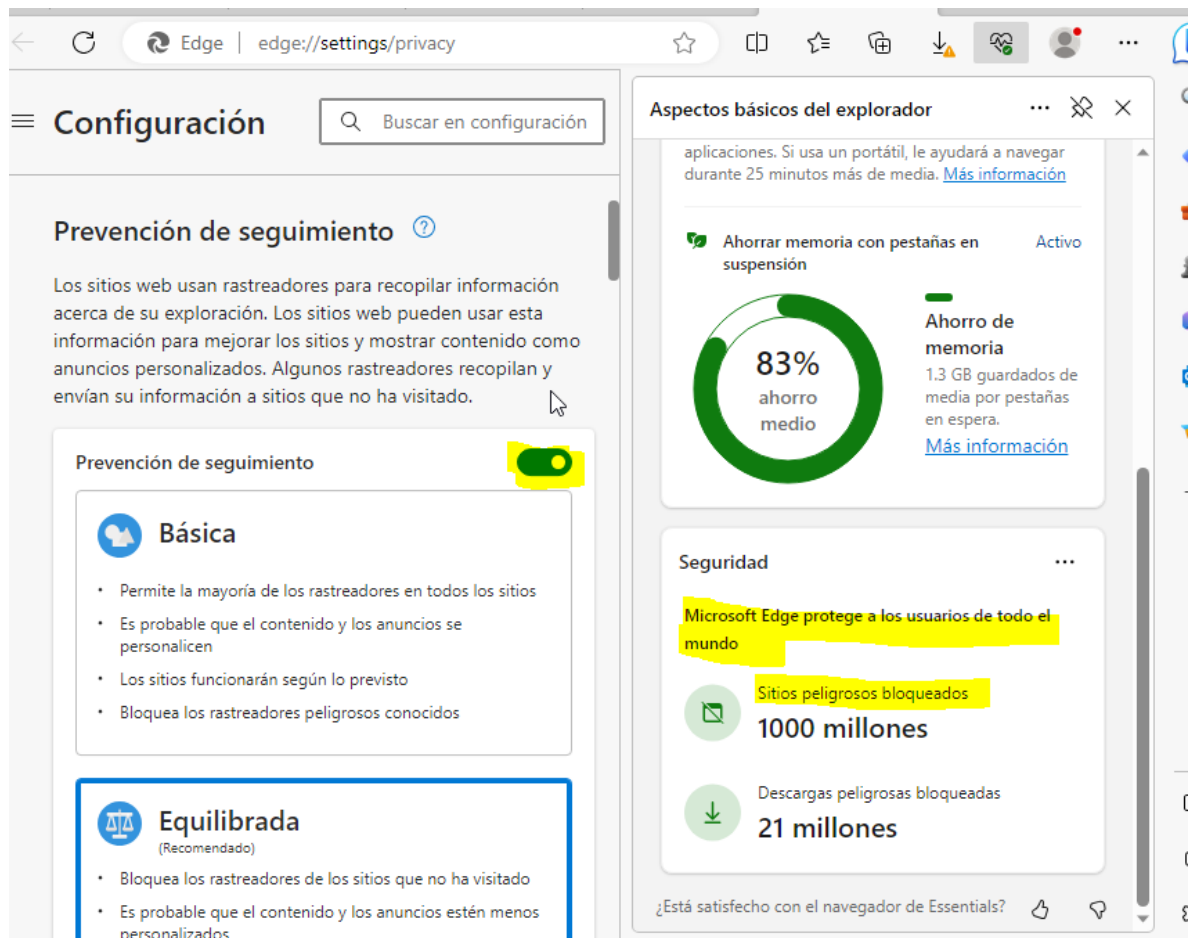 Edge | edge://settings/privacy
Configuración
Buscar en configuración
Prevención de seguimiento
Los sitios web usan rastreadores para recopilar información
acerca de su exploración. Los sitios web pueden usar esta
información para mejorar los sitios y mostrar contenido como
anuncios personalizados. Algunos rastreadores recopilan y
envían su información a sitios que no ha visitado.
Prevención de seguimiento
Básica
• Permite la mayoría de los rastreadores en todos los sitios
• Es probable que el contenido y los anuncios se
personalicen
• Los sitios funcionarán según lo previsto
• Bloquea los rastreadores peligrosos conocidos
Equilibrada
(Recomendado)
• Bloquea los rastreadores de los sitios que no ha visitado
• Es probable que el contenido y los anuncios estén menos
personalizados
Aspectos básicos del explorador
aplicaciones. Si usa un portátil, le ayudará a navegar
durante 25 minutos más de media. Más información
Ahorrar memoria con pestañas en
suspensión
Activo
83%
ahorro
medio
Ahorro de
memoria
1.3 GB guardados de
media por pestañas
en espera.
Más información
Seguridad
Microsoft Edge protege a los usuarios de todo el
mundo
Sitios peligrosos bloqueados
1000 millones
Descargas peligrosas bloqueadas
21 millones
¿Está satisfecho con el navegador de Essentials?